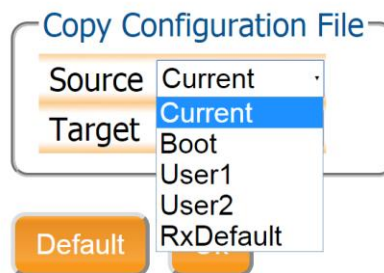 Copy Configuration File
Source Current
Current
Target
Boot
User1
User2
RxDefault
Default